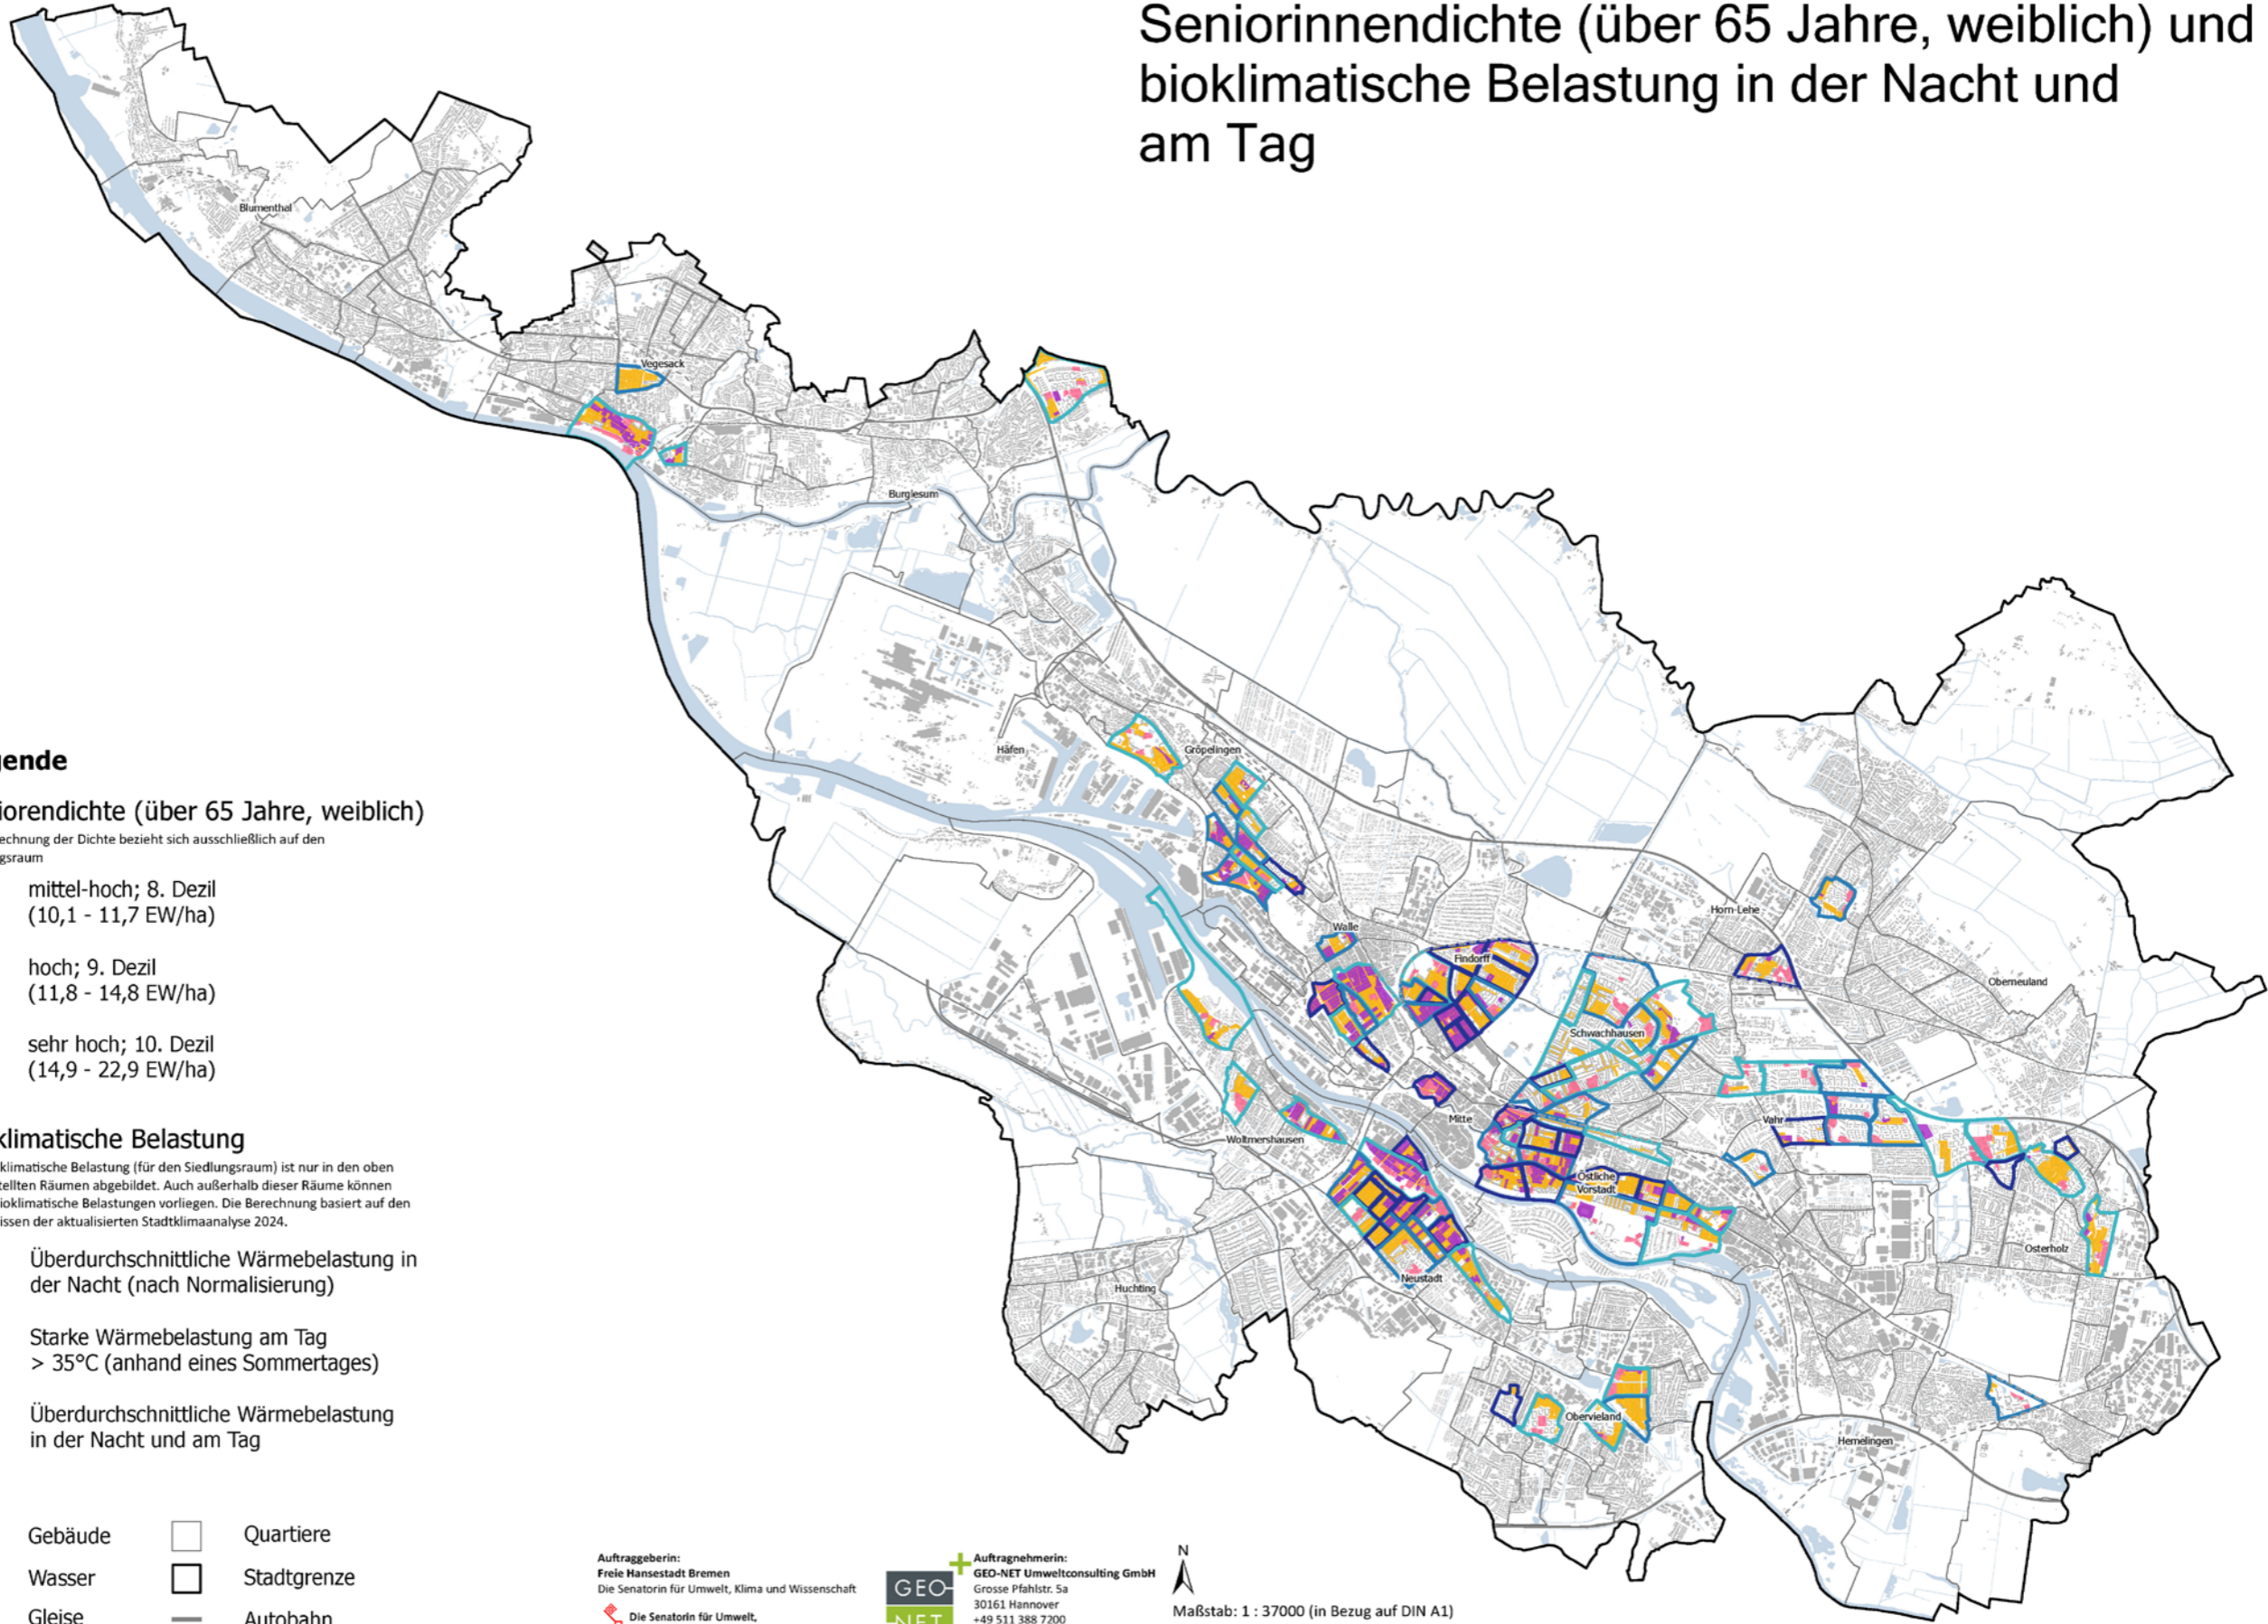 Seniorinnendichte (über 65 Jahre, weiblich) und
bioklimatische Belastung in der Nacht und
am Tag
Blumenthal
Vegesack
Burglesum
Häfen
Gröpelingen
Walle
Findorff
Horn-Lehe
Oberneuland
Schwachhausen
Mitte
Vahr
Woltmershausen
Östliche
Vorstadt
Neustadt
Huchting
Osterholz
Obervieland
Hemelingen
gende
iorendichte (über 65 Jahre, weiblich)
echnung der Dichte bezieht sich ausschließlich auf den
gsraum
mittel-hoch; 8. Dezil
(10,1 - 11,7 EW/ha)
hoch; 9. Dezil
(11,8 - 14,8 EW/ha)
sehr hoch; 10. Dezil
(14,9 - 22,9 EW/ha)
klimatische Belastung
klimatische Belastung (für den Siedlungsraum) ist nur in den oben
tellten Räumen abgebildet. Auch außerhalb dieser Räume können
ioklimatische Belastungen vorliegen. Die Berechnung basiert auf den
issen der aktualisierten Stadtklimaanalyse 2024.
Überdurchschnittliche Wärmebelastung in
der Nacht (nach Normalisierung)
Starke Wärmebelastung am Tag
> 35°C (anhand eines Sommertages)
Überdurchschnittliche Wärmebelastung
in der Nacht und am Tag
Gebäude
Quartiere
Wasser
Stadtgrenze
Gleise
Autobahn
Auftraggeberin:
Freie Hansestadt Bremen
Die Senatorin für Umwelt, Klima und Wissenschaft
Die Senatorin für Umwelt,
GEO-
NET
Auftragnehmerin:
GEO-NET Umweltconsulting GmbH
Grosse Pfahlstr. 5a
30161 Hannover
+49 511 388 7200
N
Maßstab: 1 : 37000 (in Bezug auf DIN A1)